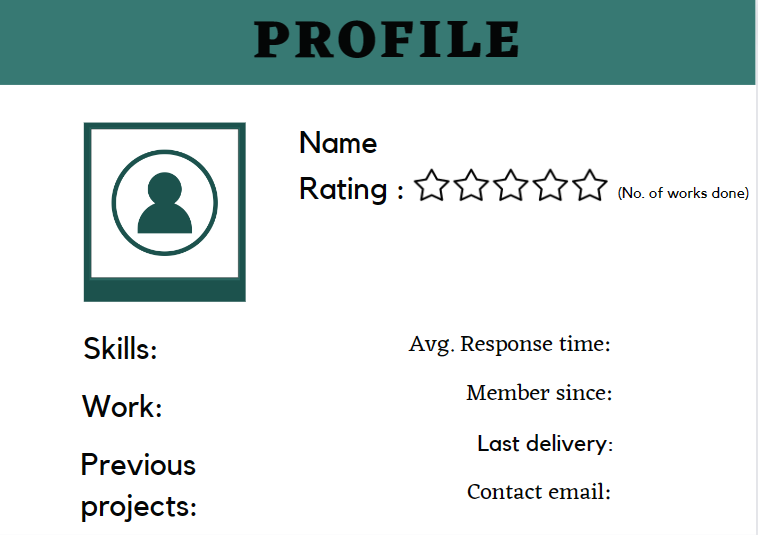 PROFILE
Name
Rating : (No. of works done)
Skills:
Work:
Previous
projects:
Avg. Response time:
Member since:
Last delivery:
Contact email: